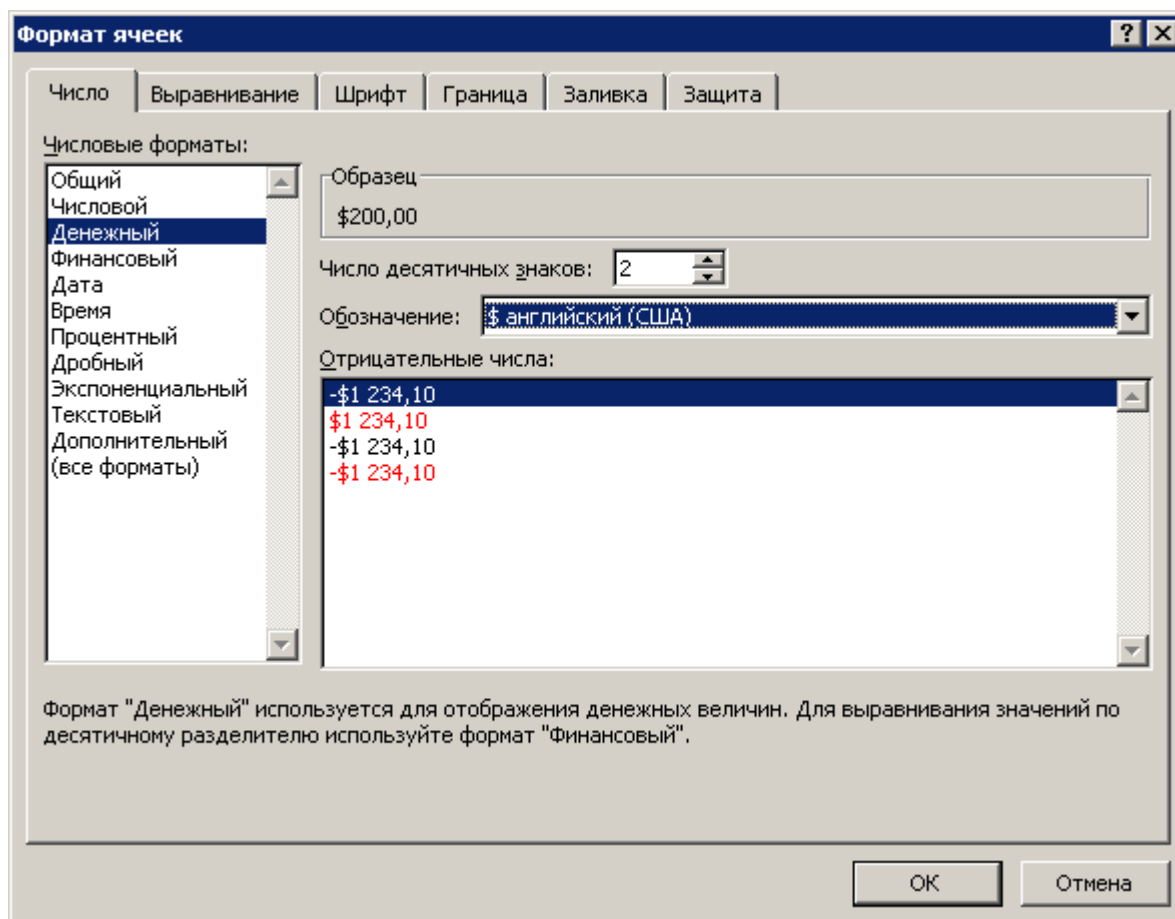 Формат ячеек
Число
Выравнивание
Шрифт
Граница
Заливка
Защита
Числовые форматы:
Общий
Числовой
Денежный
Финансовый
Дата
Время
Процентный
Дробный
Экспоненциальный
Текстовый
Дополнительный
(все форматы)
Образец
$200,00
Число десятичных знаков: 2
Обозначение: $ английский (США)
Отрицательные числа:
-$1 234,10
$1 234,10
-$1 234,10
-$1 234,10
Формат "Денежный" используется для отображения денежных величин. Для выравнивания значений по
десятичному разделителю используйте формат "Финансовый".
ОК
Отмена